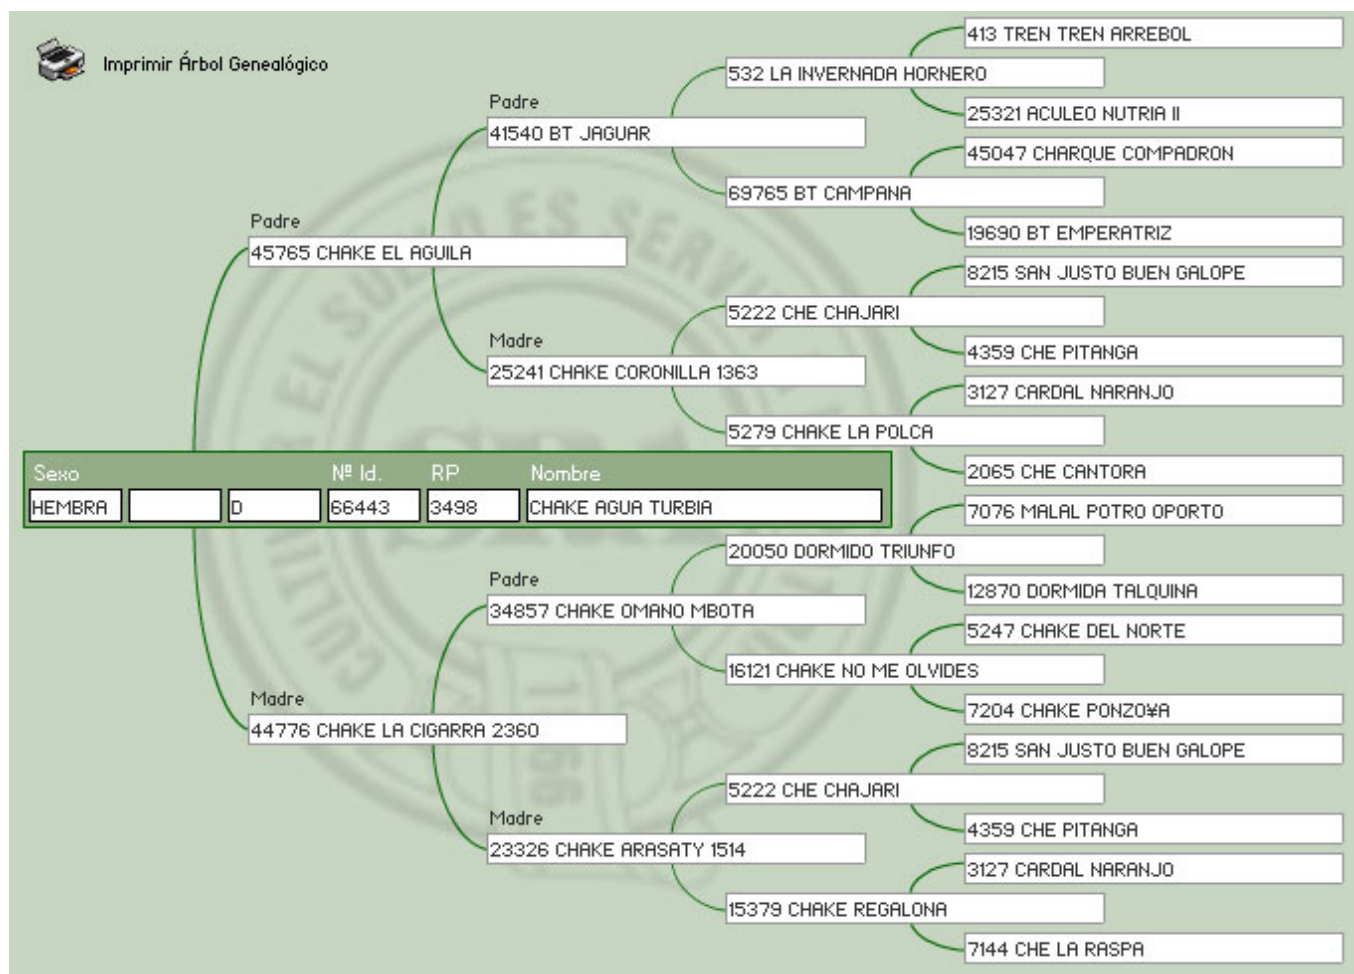 413 TREN TREN ARREBOL
Imprimir Árbol Genealógico
532 LA INVERNADA HORNERO
Padre
25321 ACULEO NUTRIA II
41540 BT JAGUAR
45047 CHARQUE COMPADRON
69765 BT CAMPANA
Padre
19690 BT EMPERATRIZ
45765 CHAKE EL AGUILA
8215 SAN JUSTO BUEN GALOPE
5222 CHE CHAJARI
Madre
4359 CHE PITANGA
25241 CHAKE CORONILLA 1363
3127 CARDAL NARANJO
5279 CHAKE LA POLCA
2065 CHE CANTORA
Sexo Nº Id. RP Nombre
HEMBRA D 66443 3498 CHAKE AGUA TURBIA
7076 MALAL POTRO OPORTO
20050 DORMIDO TRIUNFO
Padre
12870 DORMIDA TALQUINA
34857 CHAKE OMANO MBOTA
5247 CHAKE DEL NORTE
16121 CHAKE NO ME OLVIDES
Madre
7204 CHAKE PONZO¥A
44776 CHAKE LA CIGARRA 2360
8215 SAN JUSTO BUEN GALOPE
5222 CHE CHAJARI
Madre
4359 CHE PITANGA
23326 CHAKE ARASATY 1514
3127 CARDAL NARANJO
15379 CHAKE REGALONA
7144 CHE LA RASPA